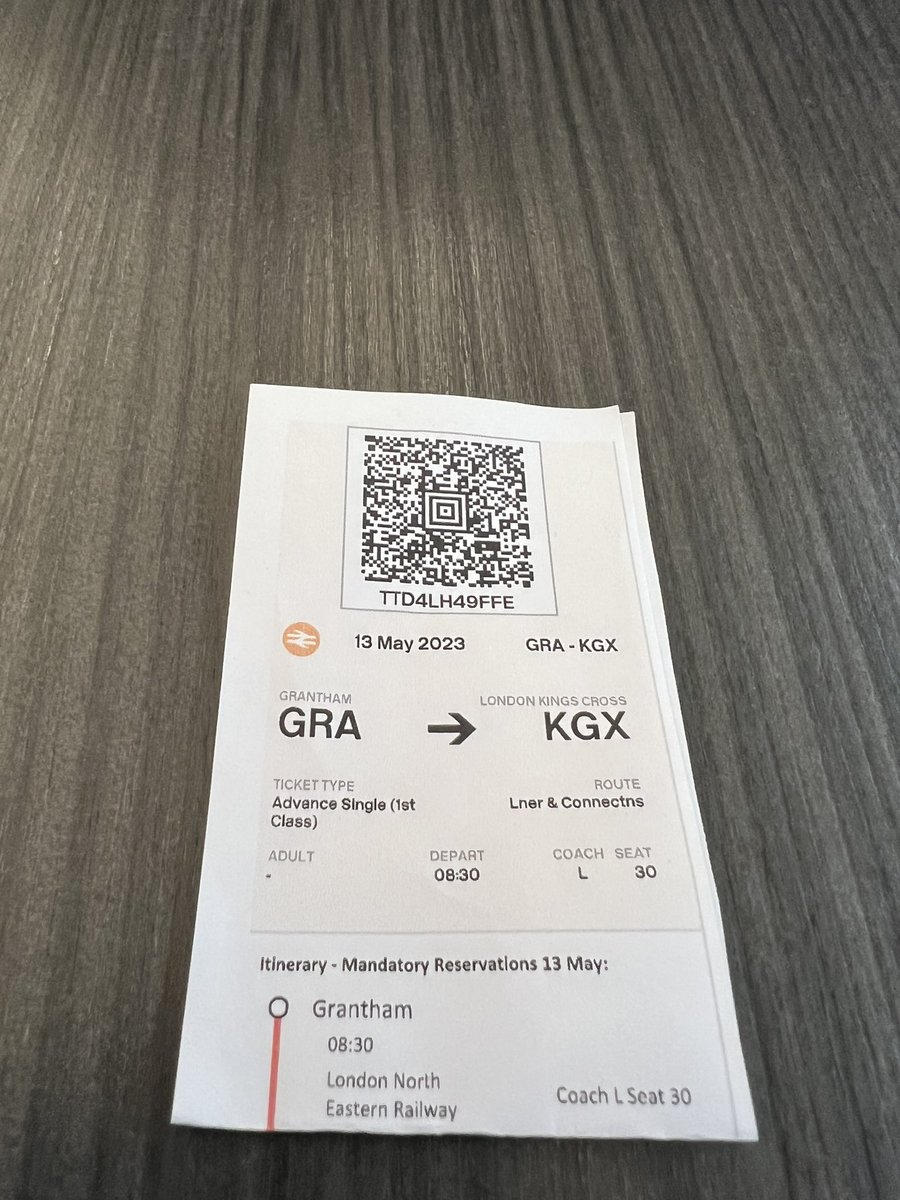 TTD4LH49FFE
13 May 2023 GRA - KGX
GRANTHAM LONDON KINGS CROSS
GRA → KGX
TICKET TYPE ROUTE
Advance Single (1st Lner & Connectns
Class)
ADULT DEPART COACH SEAT
- 08:30 L 30
Itinerary - Mandatory Reservations 13 May:
Grantham
08:30
London North
Eastern Railway Coach L Seat 30